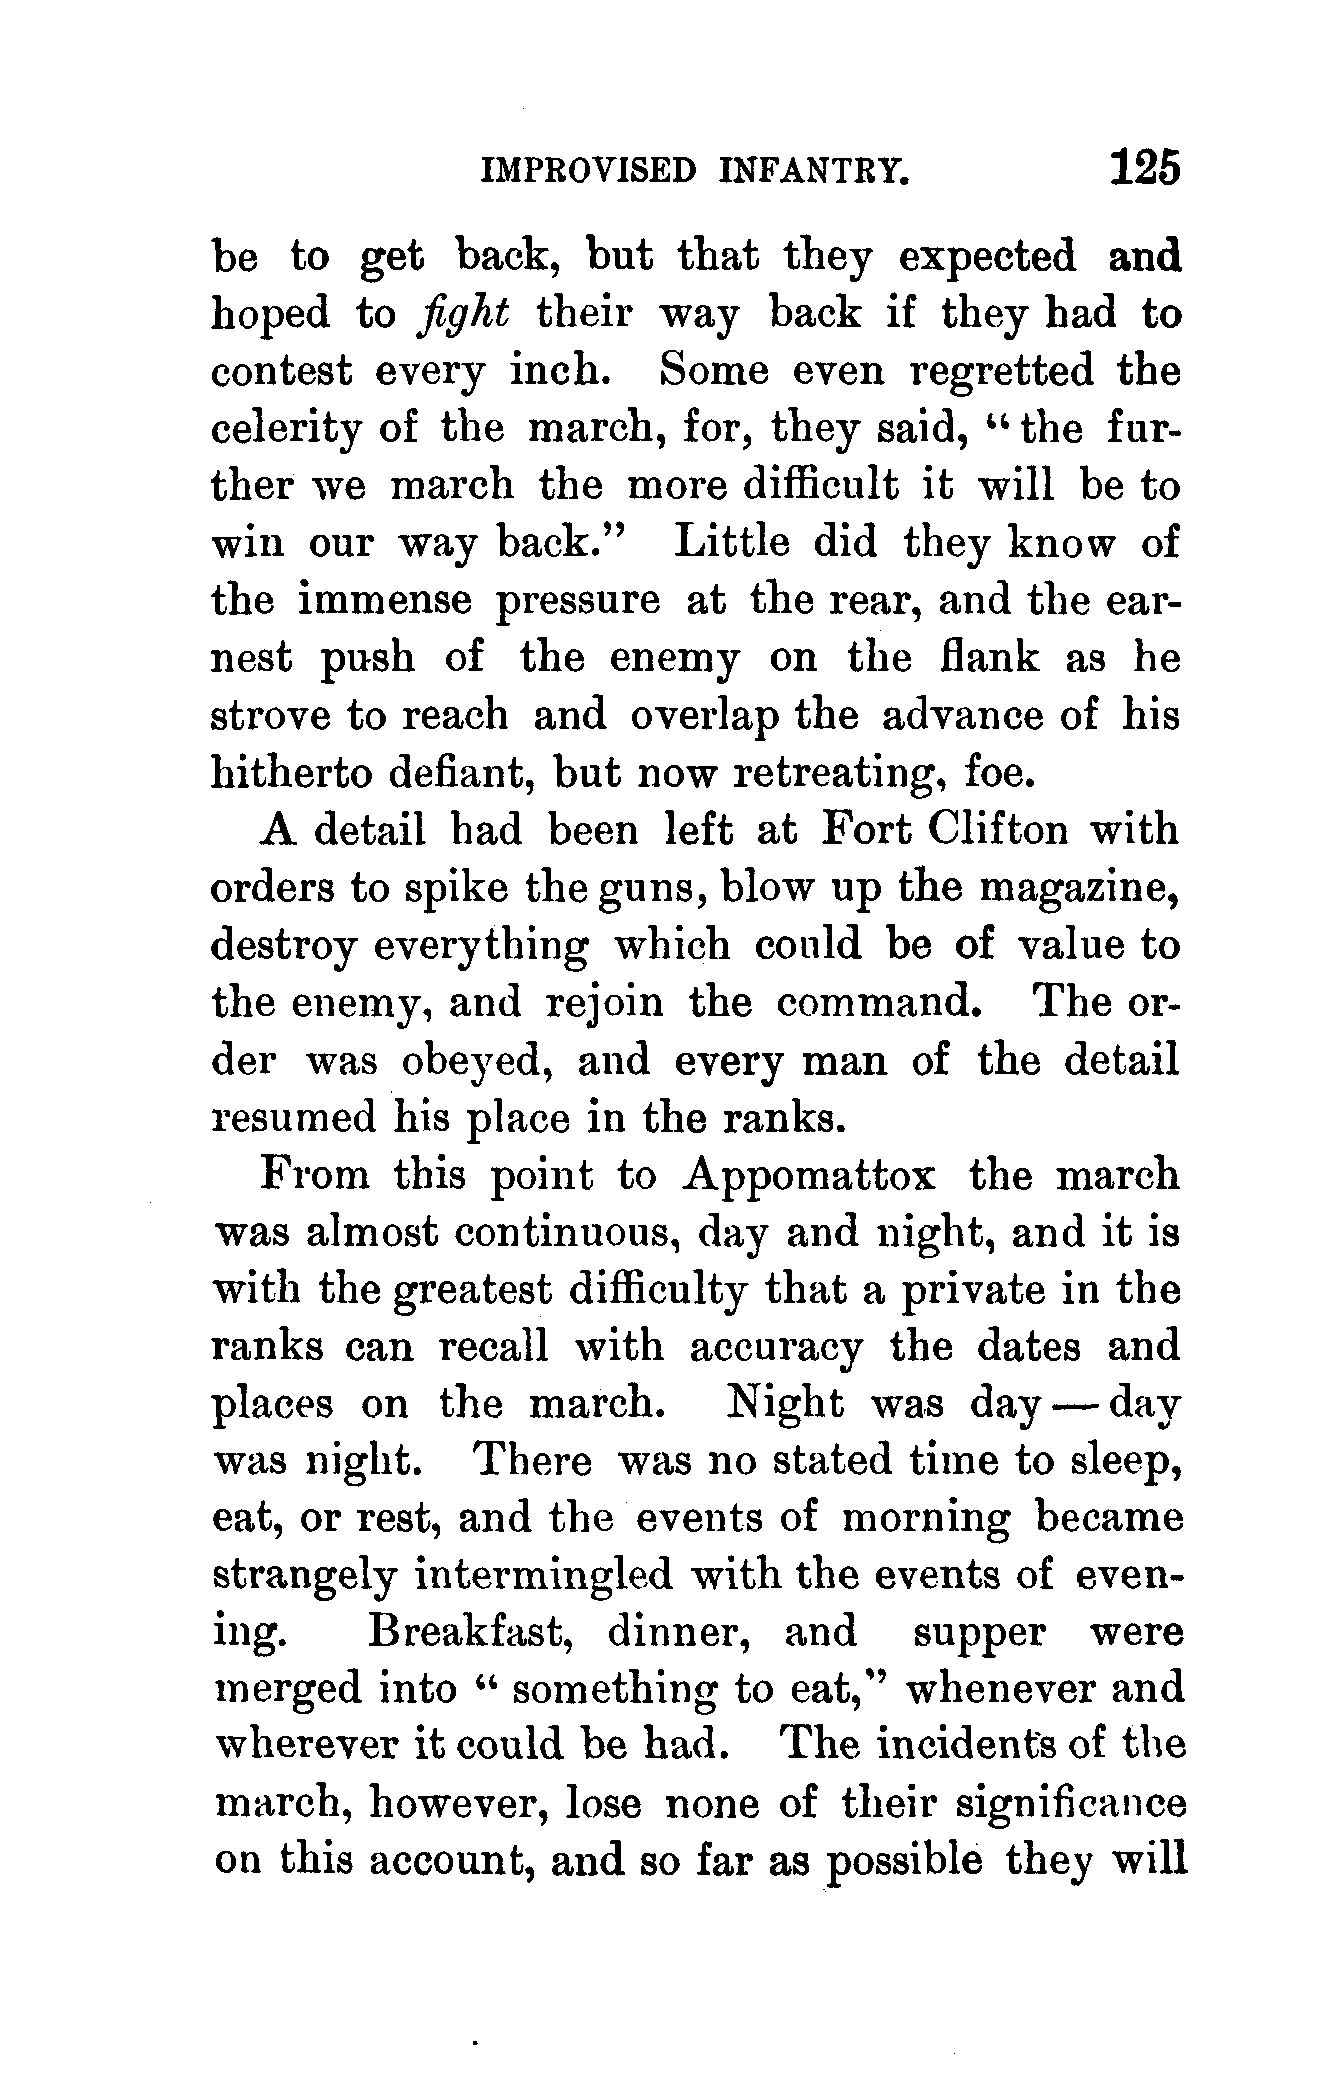 IMPROVISED INFANTRY. 125
be to get back, but that they expected and
hoped to fight their way back if they had to
contest every inch. Some even regretted the
celerity of the march, for, they said, “ the fur-
ther we march the more difficult it will be to
win our way back.” Little did they know of
the immense pressure at the rear, and the ear-
nest push of the enemy on the flank as he
strove to reach and overlap the advance of his
hitherto defiant, but now retreating, foe.
A detail had been left at Fort Clifton with
orders to spike the guns, blow up the magazine,
destroy everything which could be of value to
the enemy, and rejoin the command. The or-
der was obeyed, and every man of the detail
resumed his place in the ranks.
From this point to Appomattox the march
was almost continuous, day and night, and it is
with the greatest difficulty that a private in the
ranks can recall with accuracy the dates and
places on the march. Night was day — day
was night. There was no stated time to sleep,
eat, or rest, and the events of morning became
strangely intermingled with the events of even-
ing. Breakfast, dinner, and supper were
merged into “ something to eat,” whenever and
wherever it could be had. The incidents of the
march, however, lose none of their significance
on this account, and so far as possible they will